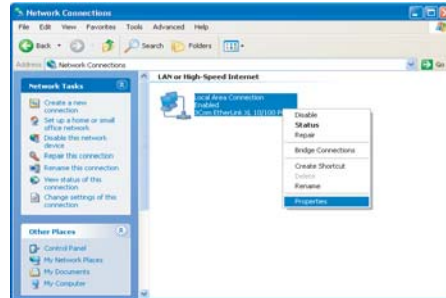 Network Connections
File Edit View Favorites Tools Advanced Help
Back Search Folders
Address Network Connections Go
Network Tasks
Create a new
connection
Set up a home or small
office network
Disable this network
device
Repair this connection
Rename this connection
View status of this
connection
Change settings of this
connection
Other Places
Control Panel
My Network Places
My Documents
My Computer
LAN or High-Speed Internet
Local Area Connection
Enabled
3Com EtherLink XL 10/100 P
Disable
Status
Repair
Bridge Connections
Create Shortcut
Delete
Rename
Properties